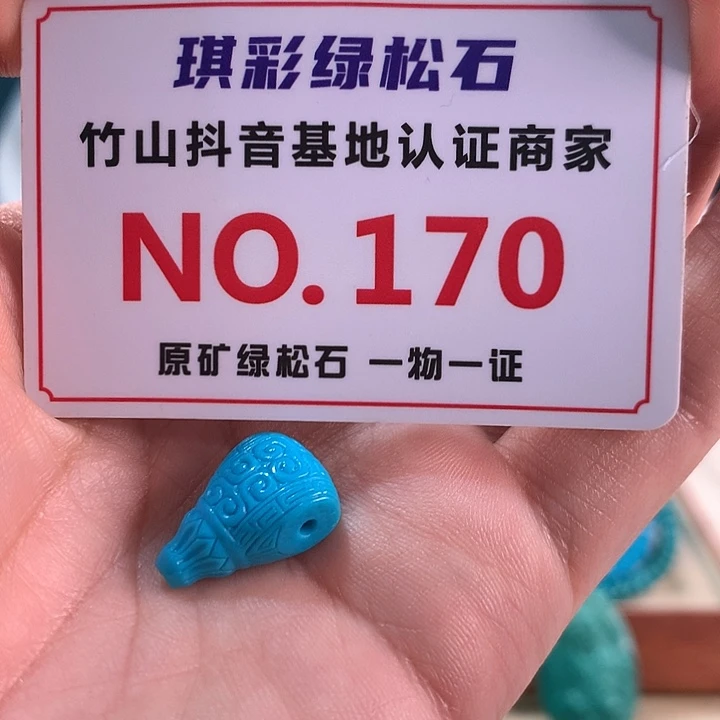 琪彩绿松石
竹山抖音基地认证商家
NO.170
原矿绿松石 一物一证